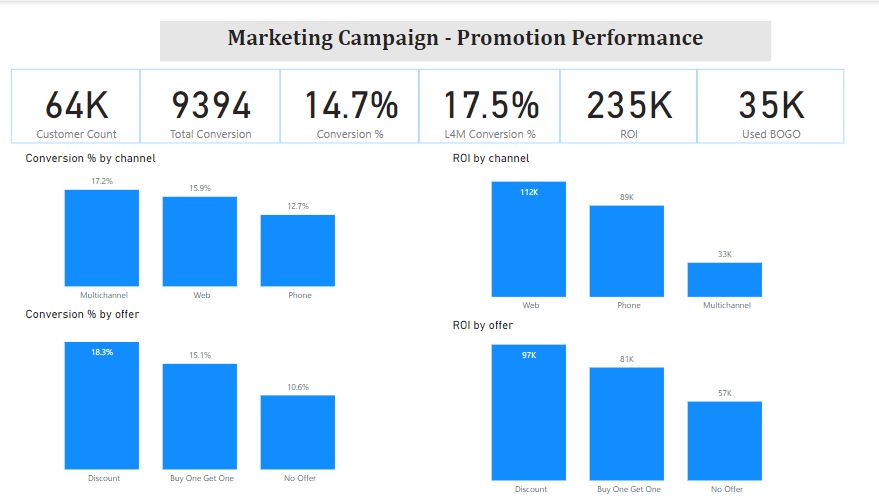 Marketing Campaign - Promotion Performance
64K
Customer Count
9394
Total Conversion
14.7%
Conversion %
17.5%
L4M Conversion %
235K
ROI
35K
Used BOGO
Conversion % by channel
17.2%
15.9%
12.7%
Multichannel
Web
Phone
ROI by channel
112K
89K
33K
Web
Phone
Multichannel
Conversion % by offer
18.3%
15.1%
10.6%
Discount
Buy One Get One
No Offer
ROI by offer
97K
81K
57K
Discount
Buy One Get One
No Offer